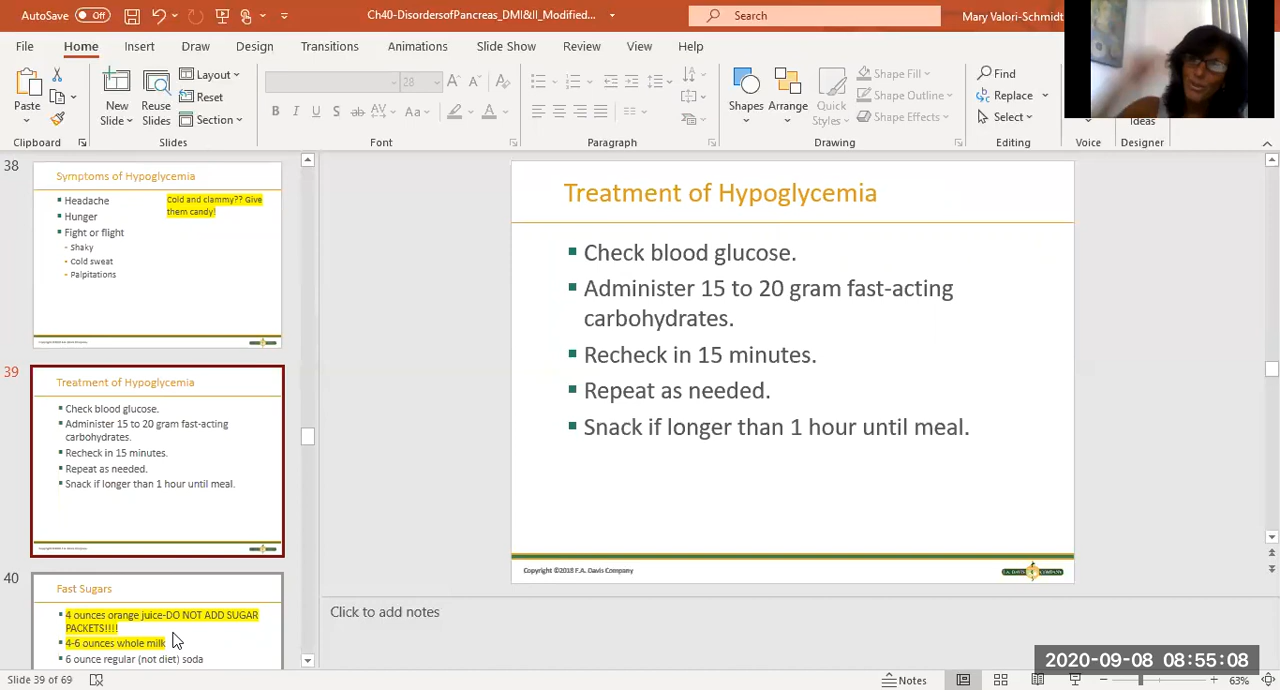 AutoSave Off
Ch40-DisordersofPancreas_DMI&II_Modified...
Search
Mary Valori-Schmidt
File Home Insert Draw Design Transitions Animations Slide Show Review View Help
Paste
Clipboard
New Slide
Reuse Slides
Layout
Reset
Section
Slides
28
B I U S ab AV Aa A
Font
Paragraph
Shapes
Arrange
Quick Styles
Shape Fill
Shape Outline
Shape Effects
Drawing
Find
Replace
Select
Editing
Voice
Ideas
Designer
38
Symptoms of Hypoglycemia
Headache
Hunger
Fight or flight
Shaky
Cold sweat
Palpitations
Cold and clammy?? Give
them candy!
39
Treatment of Hypoglycemia
Check blood glucose.
Administer 15 to 20 gram fast-acting
carbohydrates.
Recheck in 15 minutes.
Repeat as needed.
Snack if longer than 1 hour until meal.
40
Fast Sugars
4 ounces orange juice-DO NOT ADD SUGAR
PACKETS!!!!
4-6 ounces whole milk
6 ounce regular (not diet) soda
Treatment of Hypoglycemia
Check blood glucose.
Administer 15 to 20 gram fast-acting
carbohydrates.
Recheck in 15 minutes.
Repeat as needed.
Snack if longer than 1 hour until meal.
Copyright ©2018 F.A. Davis Company
F.A. DAVIS COMPANY
Click to add notes
2020-09-08 08:55:08
Slide 39 of 69
Notes
63%